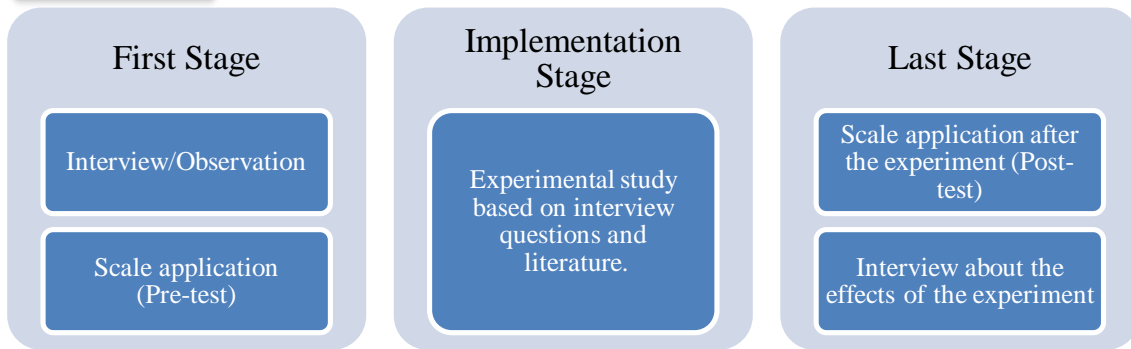 First Stage
Interview/Observation
Scale application
(Pre-test)
Implementation
Stage
Experimental study
based on interview
questions and
literature.
Last Stage
Scale application after
the experiment (Post-
test)
Interview about the
effects of the experiment